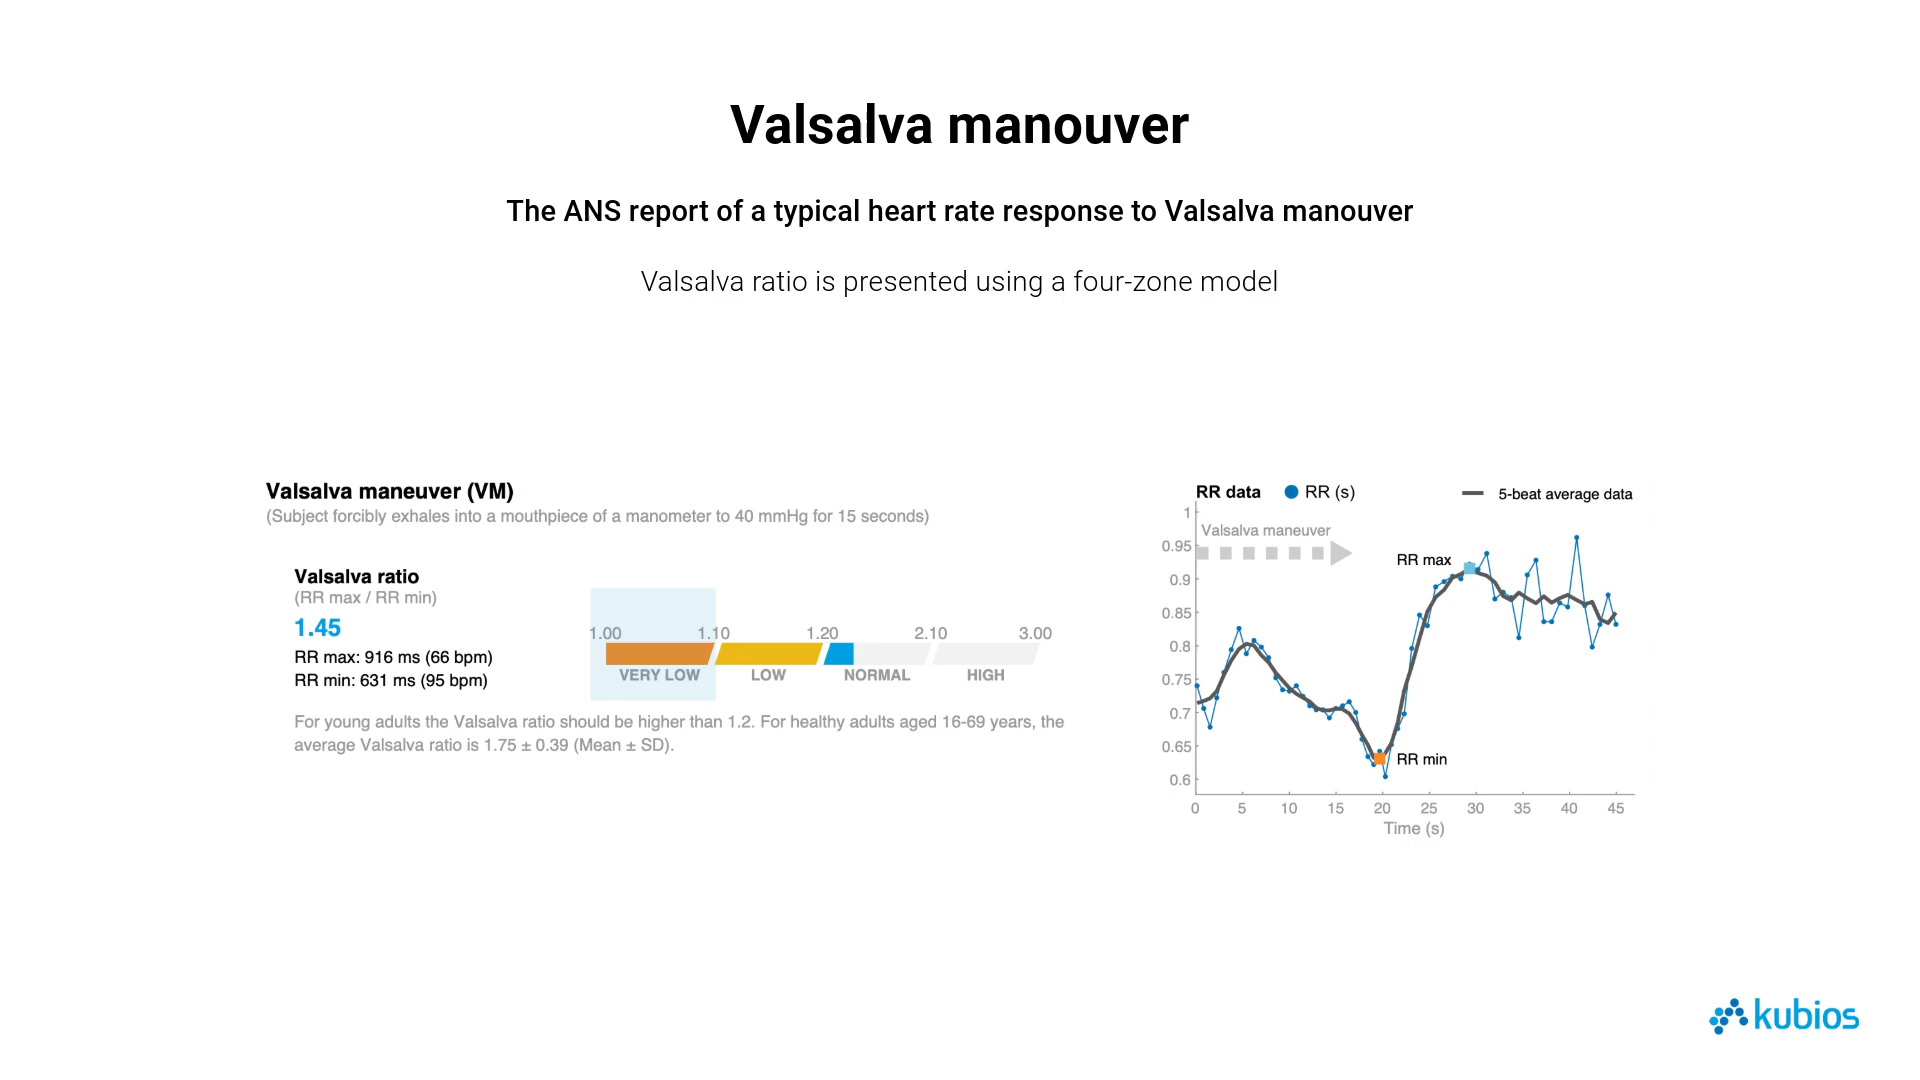 Valsalva manouver
The ANS report of a typical heart rate response to Valsalva manouver
Valsalva ratio is presented using a four-zone model
Valsalva maneuver (VM)
(Subject forcibly exhales into a mouthpiece of a manometer to 40 mmHg for 15 seconds)
Valsalva ratio
(RR max / RR min)
1.45
RR max: 916 ms (66 bpm)
RR min: 631 ms (95 bpm)
1.00 1.10 1.20 2.10 3.00
VERY LOW LOW NORMAL HIGH
For young adults the Valsalva ratio should be higher than 1.2. For healthy adults aged 16-69 years, the
average Valsalva ratio is 1.75 ± 0.39 (Mean ± SD).
RR data RR (s) 5-beat average data
Valsalva maneuver
RR max
RR min
1
0.95
0.9
0.85
0.8
0.75
0.7
0.65
0.6
0 5 10 15 20 25 30 35 40 45
Time (s)
kubios